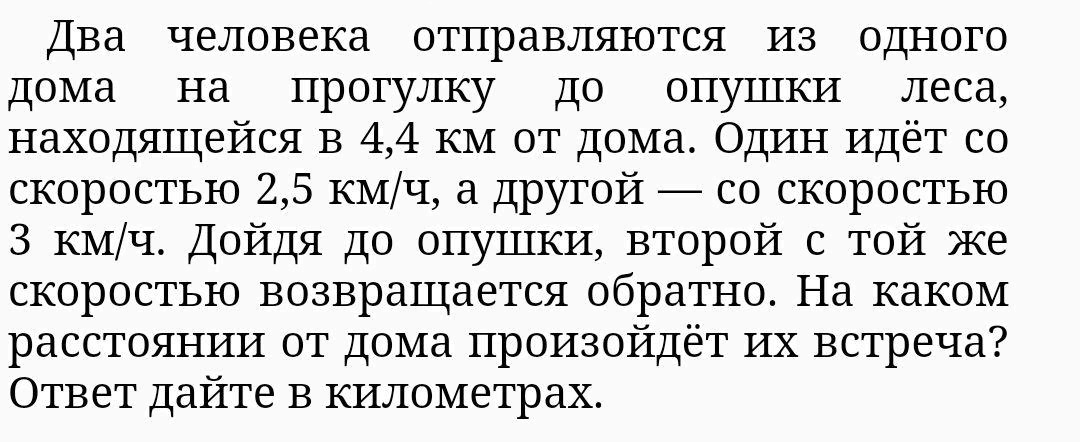 Два человека отправляются из одного
дома на прогулку до опушки леса,
находящейся в 4,4 км от дома. Один идёт со
скоростью 2,5 км/ч, а другой — со скоростью
3 км/ч. Дойдя до опушки, второй с той же
скоростью возвращается обратно. На каком
расстоянии от дома произойдёт их встреча?
Ответ дайте в километрах.